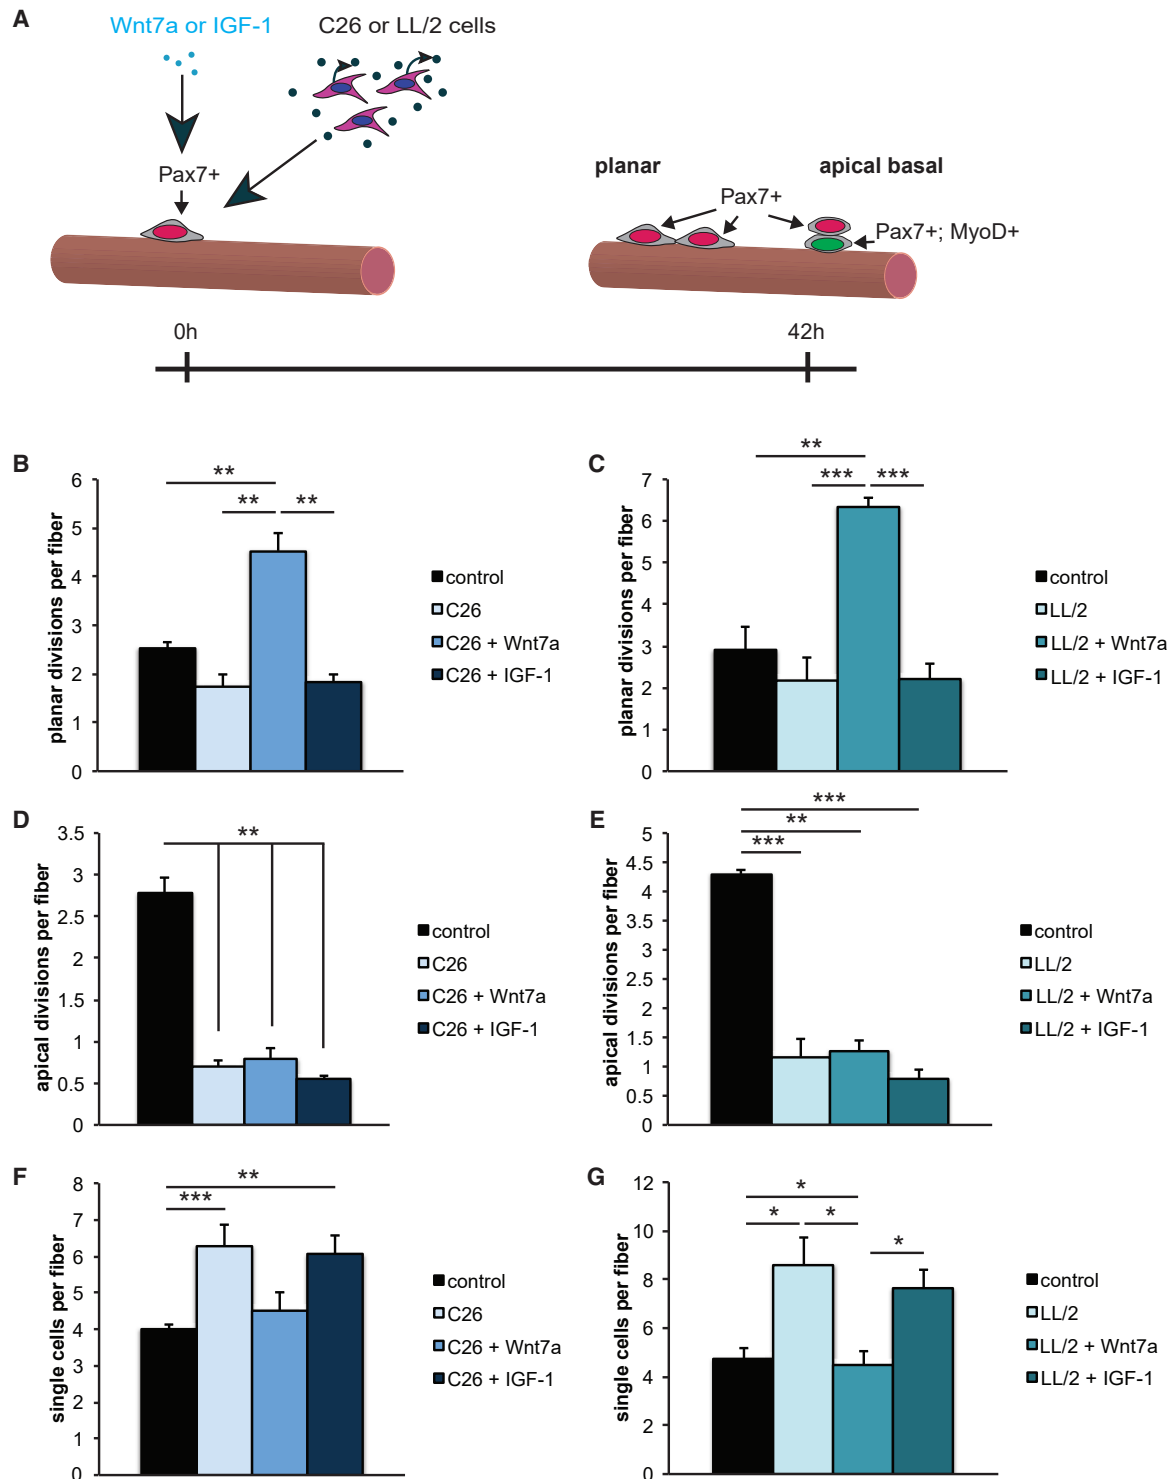 A
Wnt7a or IGF-1
C26 or LL/2 cells
Pax7+
planar
apical basal
Pax7+
Pax7+; MyoD+
0h
42h
B
planar divisions per fiber
6
5
4
3
2
1
0
**
**
**
control
C26
C26 + Wnt7a
C26 + IGF-1
C
planar divisions per fiber
7
6
5
4
3
2
1
0
**
***
***
control
LL/2
LL/2 + Wnt7a
LL/2 + IGF-1
D
apical divisions per fiber
3.5
3
2.5
2
1.5
1
0.5
0
**
control
C26
C26 + Wnt7a
C26 + IGF-1
E
apical divisions per fiber
5
4.5
4
3.5
3
2.5
2
1.5
1
0.5
0
***
**
***
control
LL/2
LL/2 + Wnt7a
LL/2 + IGF-1
F
single cells per fiber
8
7
6
5
4
3
2
1
0
**
***
control
C26
C26 + Wnt7a
C26 + IGF-1
G
single cells per fiber
12
10
8
6
4
2
0
*
*
*
*
control
LL/2
LL/2 + Wnt7a
LL/2 + IGF-1